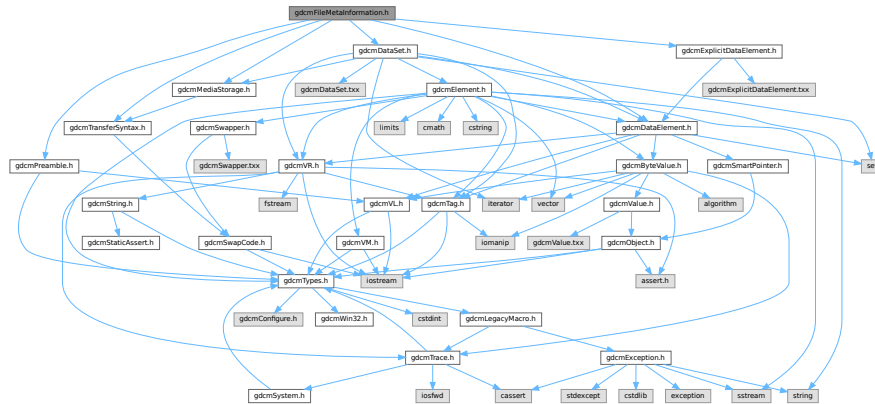 gdcmFileMetaInformation.h
gdcmDataSet.h
gdcmExplicitDataElement.h
gdcmMediaStorage.h
gdcmDataSet.txx
gdcmElement.h
gdcmExplicitDataElement.txx
gdcmTransferSyntax.h
gdcmSwapper.h
limits
cmath
cstring
gdcmDataElement.h
gdcmPreamble.h
gdcmSwapper.txx
gdcmVR.h
gdcmByteValue.h
gdcmSmartPointer.h
gdcmString.h
fstream
gdcmVL.h
gdcmTag.h
iterator
vector
gdcmValue.h
algorithm
gdcmStaticAssert.h
gdcmSwapCode.h
gdcmVM.h
iomanip
gdcmValue.txx
gdcmObject.h
gdcmTypes.h
iostream
assert.h
gdcmConfigure.h
gdcmWin32.h
cstdint
gdcmLegacyMacro.h
gdcmTrace.h
gdcmException.h
gdcmSystem.h
iosfwd
cassert
stdexcept
cstdlib
exception
sstream
string